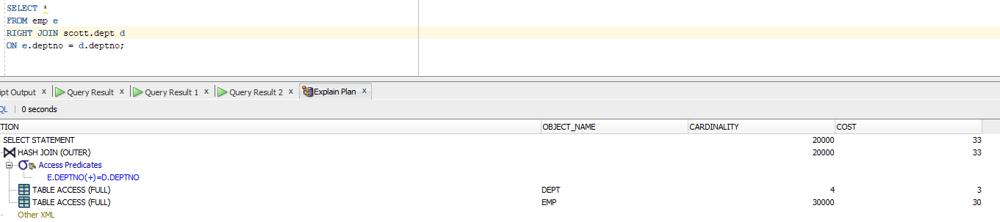 SELECT *
FROM emp e
RIGHT JOIN scott.dept d
ON e.deptno = d.deptno;
ipt Output x Query Result x Query Result 1 x Query Result 2 x Explain Plan x
QL | 0 seconds
TION OBJECT_NAME CARDINALITY COST
SELECT STATEMENT 20000 33
HASH JOIN (OUTER) 20000 33
Access Predicates
E.DEPTNO(+)=D.DEPTNO
TABLE ACCESS (FULL) DEPT 4 3
TABLE ACCESS (FULL) EMP 30000 30
Other XML